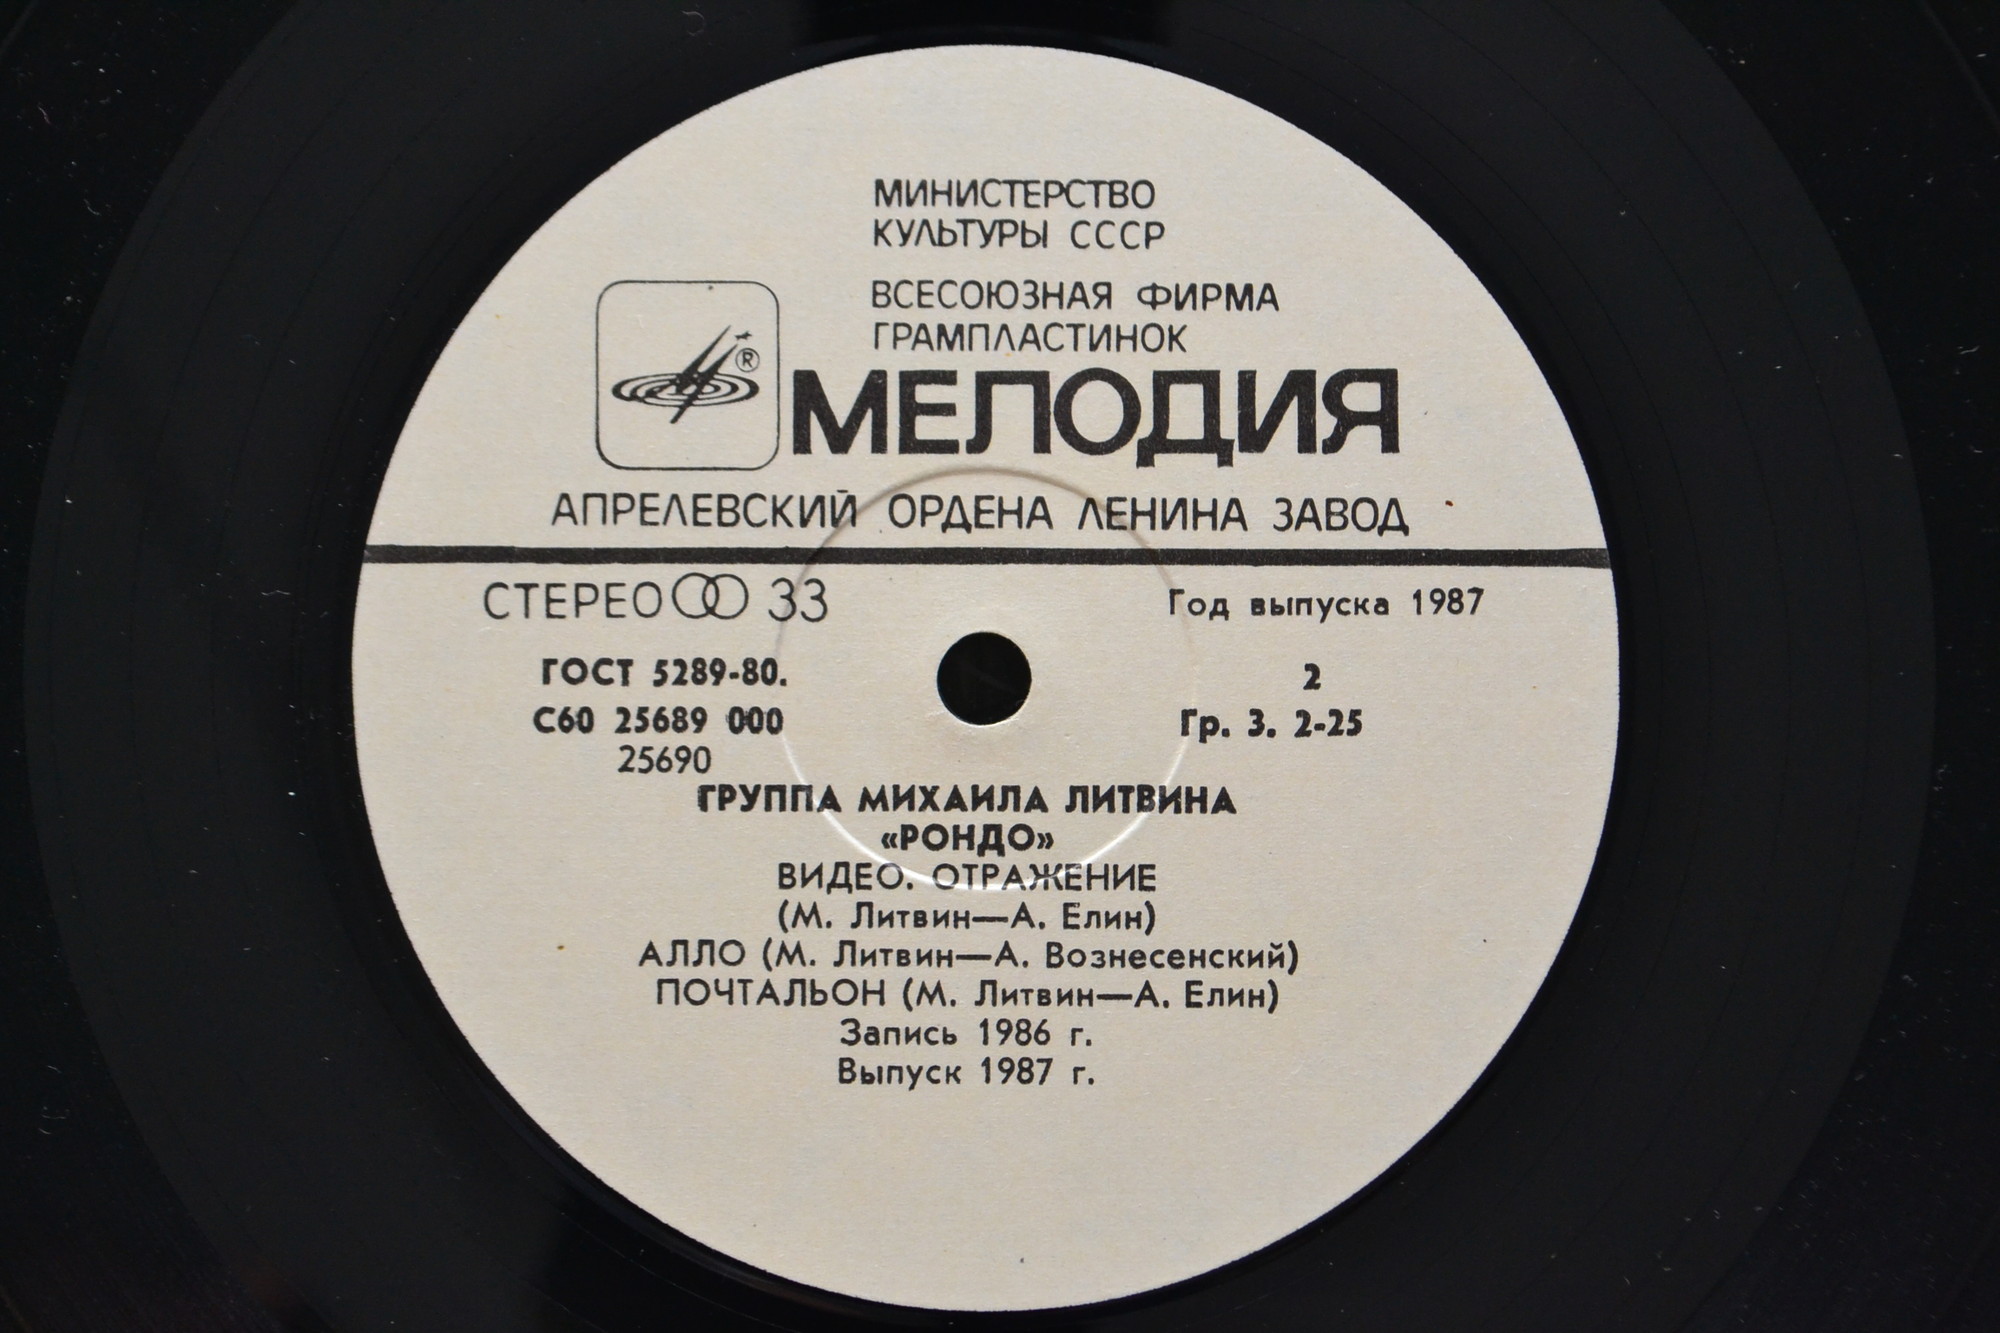 МИНИСТЕРСТВО
КУЛЬТУРЫ СССР
ВСЕСОЮЗНАЯ ФИРМА
ГРАМПЛАСТИНОК
®
МЕЛОДИЯ
АПРЕЛЕВСКИЙ ОРДЕНА ЛЕНИНА ЗАВОД
СТЕРЕО 33
Год выпуска 1987
ГОСТ 5289-80.
2
С60 25689 000
Гр. 3. 2-25
25690
ГРУППА МИХАИЛА ЛИТВИНА
«РОНДО»
ВИДЕО. ОТРАЖЕНИЕ
(М. Литвин—А. Елин)
АЛЛО (М. Литвин—А. Вознесенский)
ПОЧТАЛЬОН (М. Литвин—А. Елин)
Запись 1986 г.
Выпуск 1987 г.